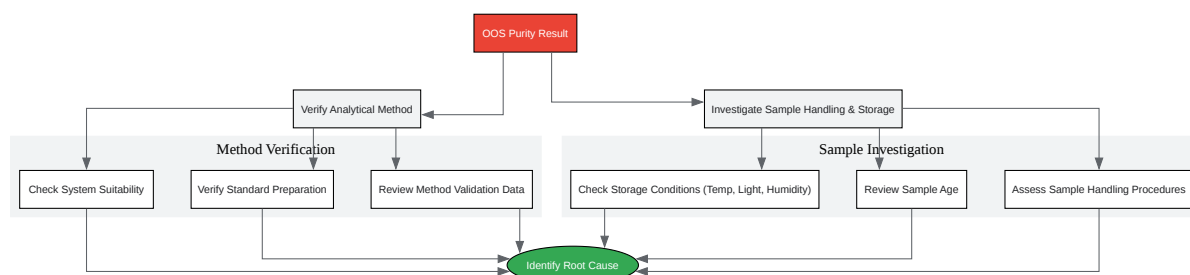 OOS Purity Result
Verify Analytical Method
Investigate Sample Handling & Storage
Method Verification
Sample Investigation
Check System Suitability
Verify Standard Preparation
Review Method Validation Data
Check Storage Conditions (Temp, Light, Humidity)
Review Sample Age
Assess Sample Handling Procedures
Identify Root Cause